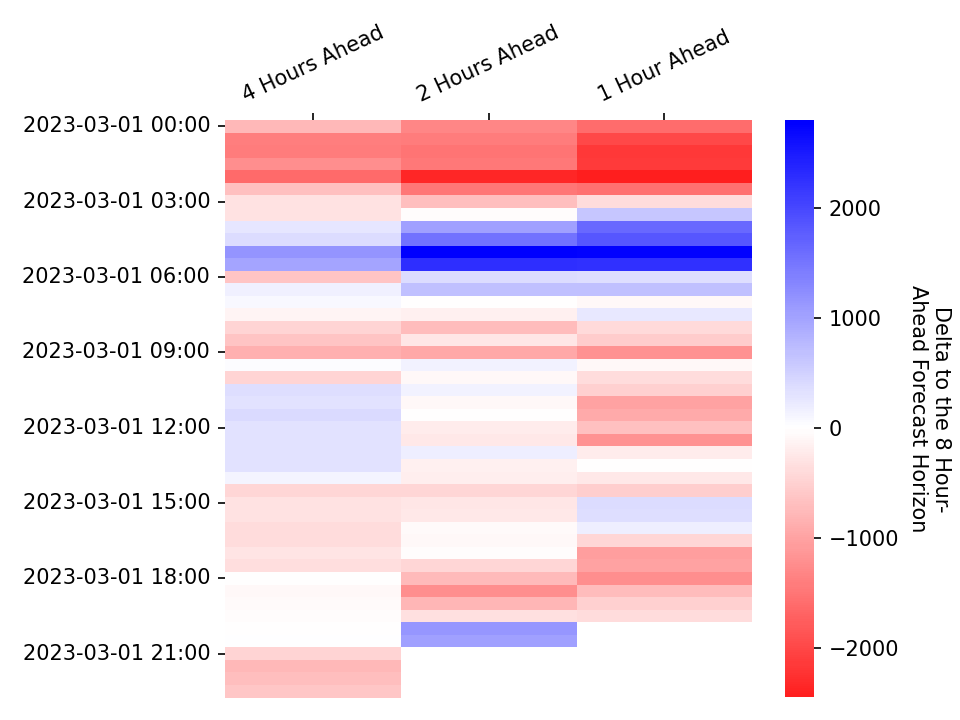 4 Hours Ahead
2 Hours Ahead
1 Hour Ahead
2023-03-01 00:00
2023-03-01 03:00
2023-03-01 06:00
2023-03-01 09:00
2023-03-01 12:00
2023-03-01 15:00
2023-03-01 18:00
2023-03-01 21:00
2000
1000
0
−1000
−2000
Delta to the 8 Hour-
Ahead Forecast Horizon